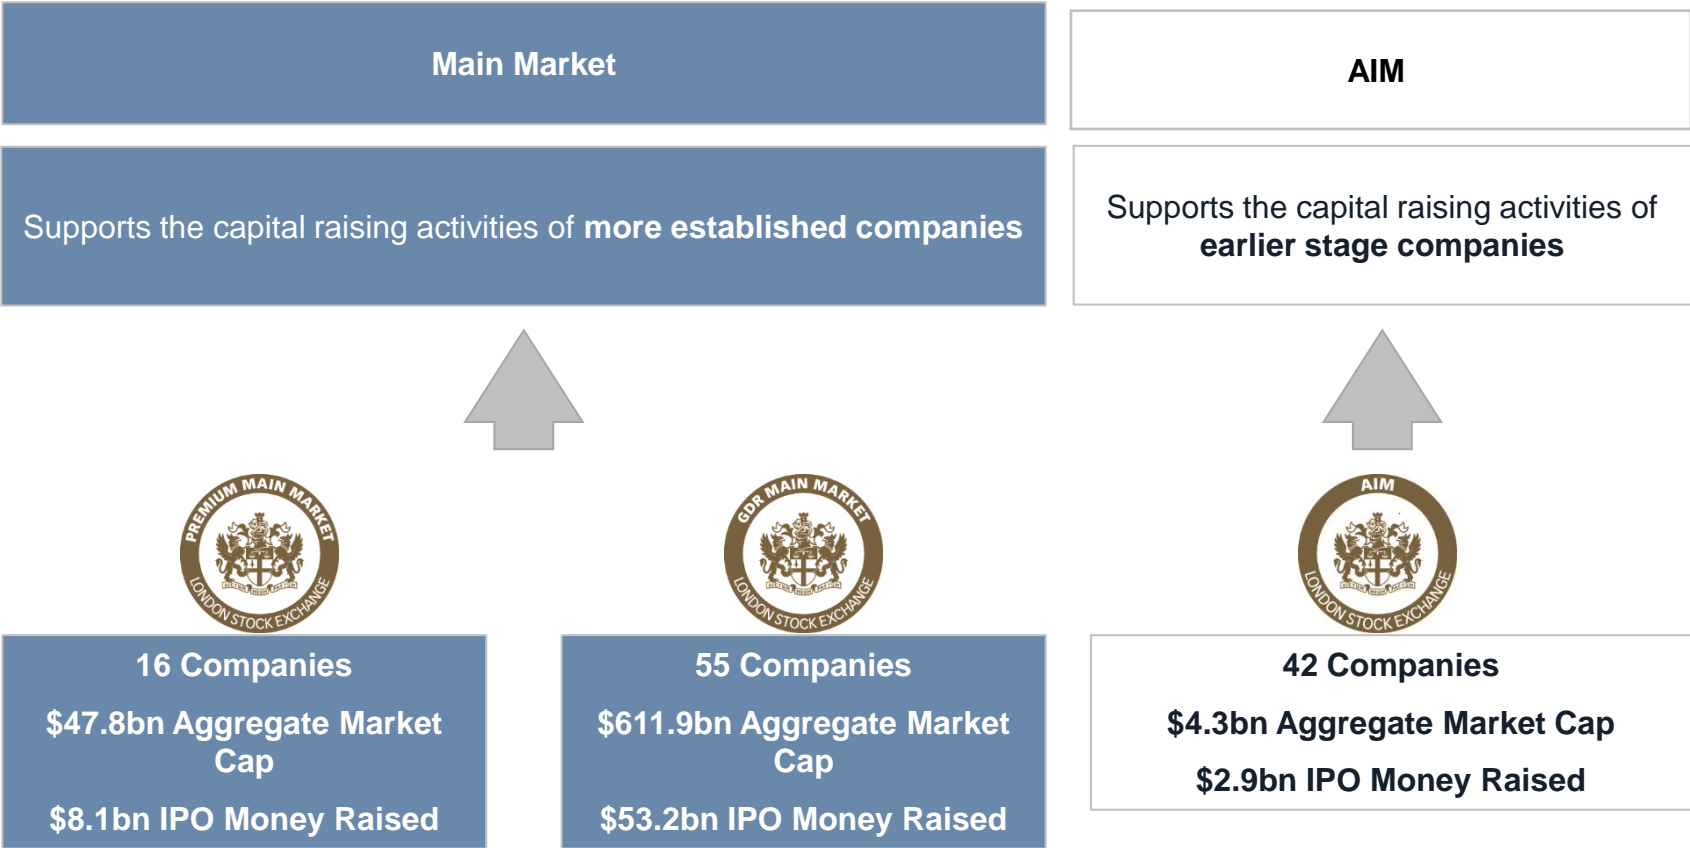 Main Market
AIM
Supports the capital raising activities of more established companies
Supports the capital raising activities of
earlier stage companies
PREMIUM MAIN MARKET
LONDON STOCK EXCHANGE
GDR MAIN MARKET
LONDON STOCK EXCHANGE
AIM
LONDON STOCK EXCHANGE
16 Companies
$47.8bn Aggregate Market
Cap
$8.1bn IPO Money Raised
55 Companies
$611.9bn Aggregate Market
Cap
$53.2bn IPO Money Raised
42 Companies
$4.3bn Aggregate Market Cap
$2.9bn IPO Money Raised